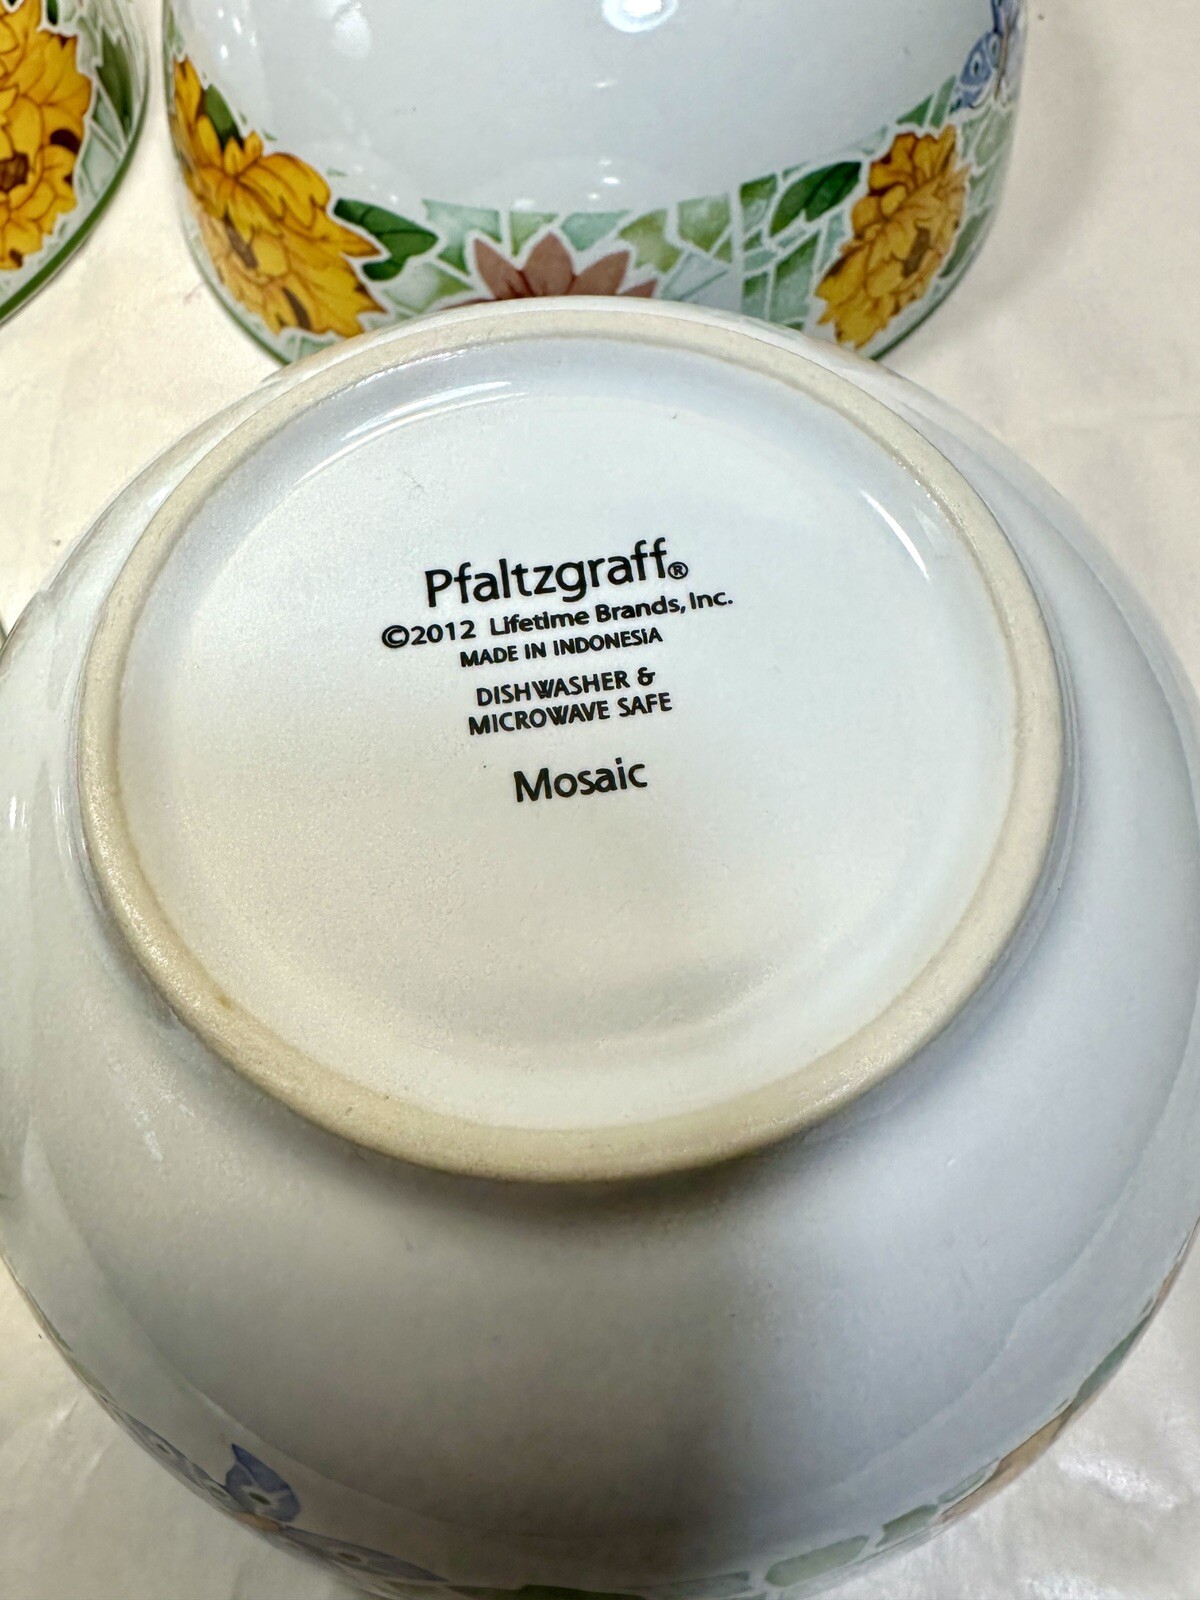 Pfaltzgraff®
©2012 Lifetime Brands, Inc.
MADE IN INDONESIA
DISHWASHER &
MICROWAVE SAFE
Mosaic